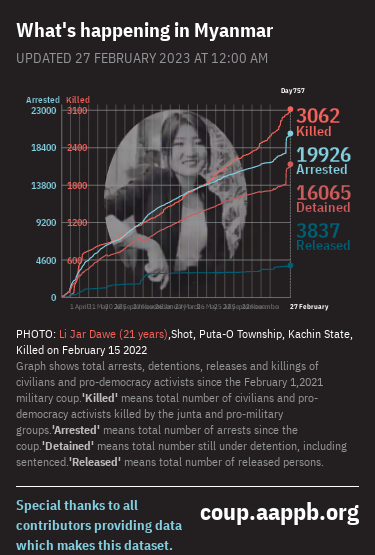 What's happening in Myanmar
UPDATED 27 FEBRUARY 2023 AT 12:00 AM
Day757
Arrested Killed
23000 3100
18400 2400
13800 1800
9200 1200
4600 600
0
3062
Killed
19926
Arrested
16065
Detained
3837
Released
1 April
27 February
PHOTO: Li Jar Dawe (21 years),Shot, Puta-O Township, Kachin State,
Killed on February 15 2022
Graph shows total arrests, detentions, releases and killings of
civilians and pro-democracy activists since the February 1,2021
military coup.'Killed' means total number of civilians and pro-
democracy activists killed by the junta and pro-military
groups.'Arrested' means total number of arrests since the
coup.'Detained' means total number still under detention, including
sentenced.'Released' means total number of released persons.
Special thanks to all
contributors providing data
which makes this dataset.
coup.aappb.org